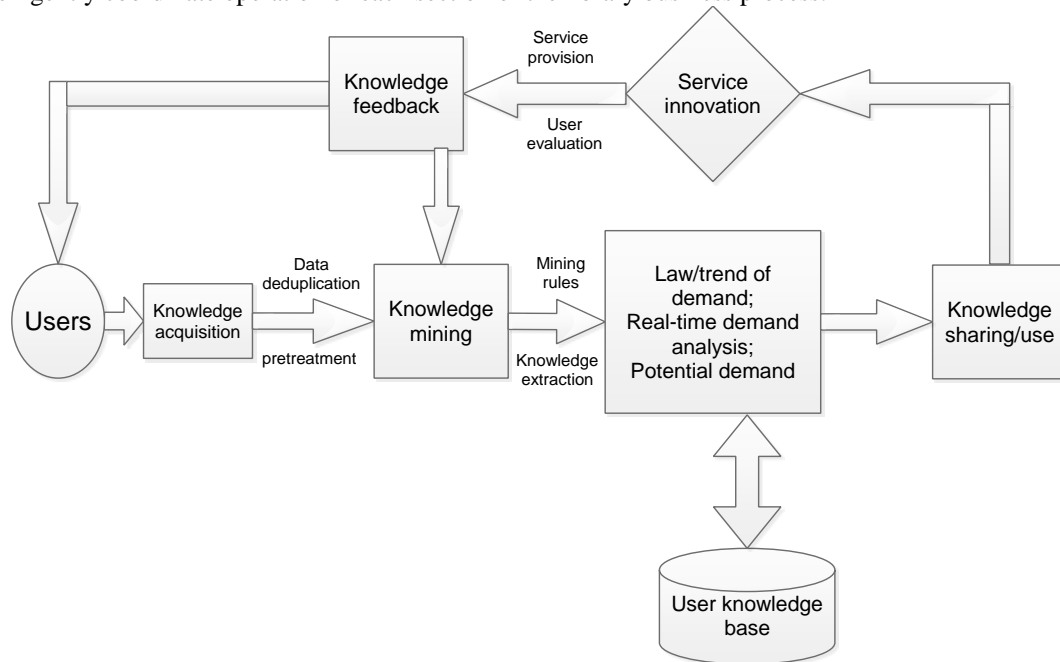 Service
provision
Knowledge
feedback
Service
innovation
User
evaluation
Users
Knowledge
acquisition
Data
deduplication
pretreatment
Knowledge
mining
Mining
rules
Knowledge
extraction
Law/trend of
demand;
Real-time demand
analysis;
Potential demand
Knowledge
sharing/use
User knowledge
base